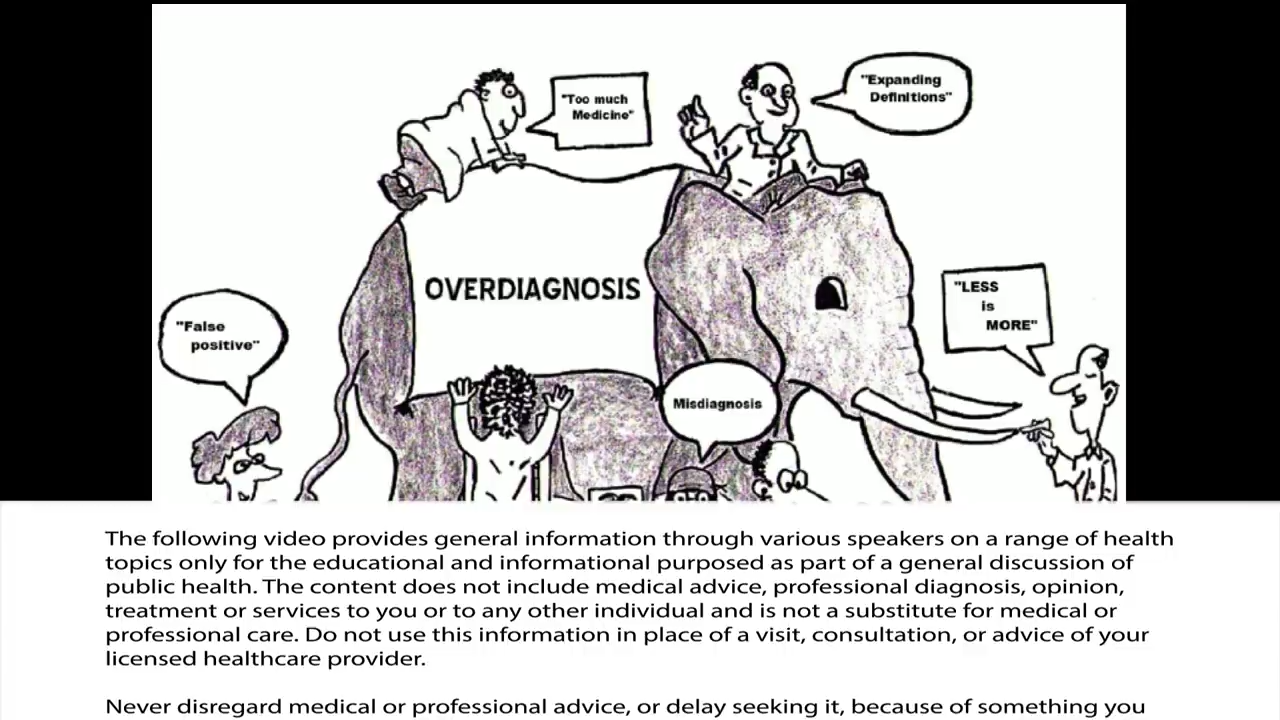 "Too much
Medicine"
"Expanding
Definitions"
OVERDIAGNOSIS
"LESS
is
MORE"
"False
positive"
Misdiagnosis
The following video provides general information through various speakers on a range of health
topics only for the educational and informational purposed as part of a general discussion of
public health. The content does not include medical advice, professional diagnosis, opinion,
treatment or services to you or to any other individual and is not a substitute for medical or
professional care. Do not use this information in place of a visit, consultation, or advice of your
licensed healthcare provider.
Never disregard medical or professional advice, or delay seeking it, because of something you